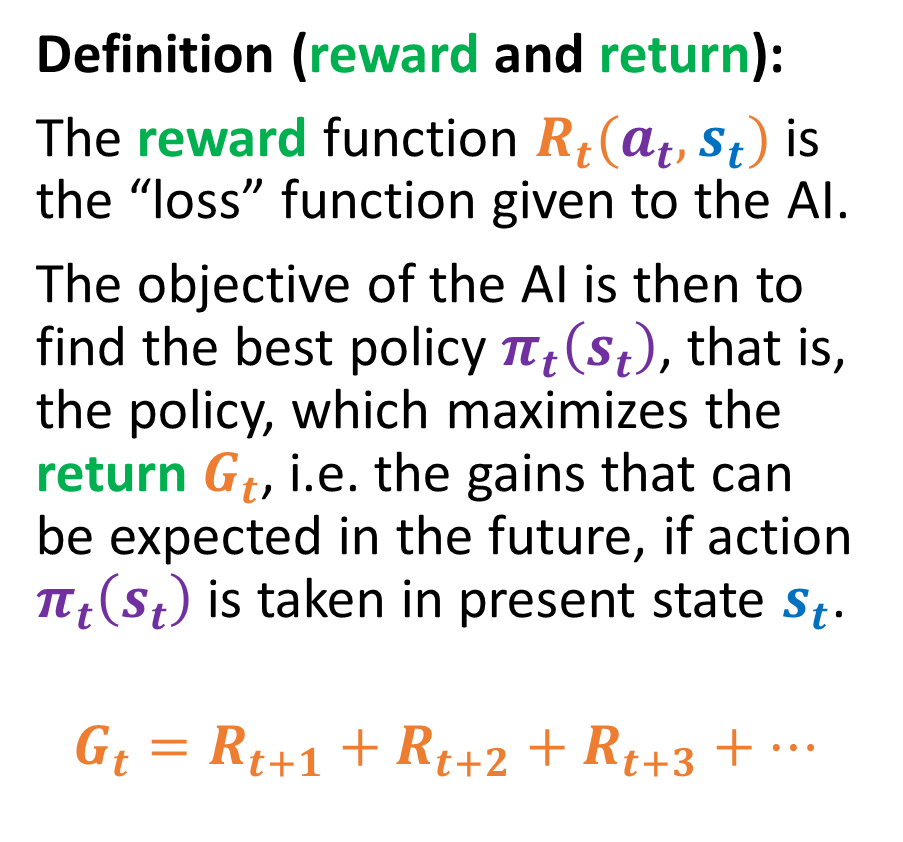 Definition (reward and return):
The reward function R_t(a_t, s_t) is
the “loss” function given to the AI.
The objective of the AI is then to
find the best policy π_t(s_t), that is,
the policy, which maximizes the
return G_t, i.e. the gains that can
be expected in the future, if action
π_t(s_t) is taken in present state s_t.
G_t = R_{t+1} + R_{t+2} + R_{t+3} + ⋯